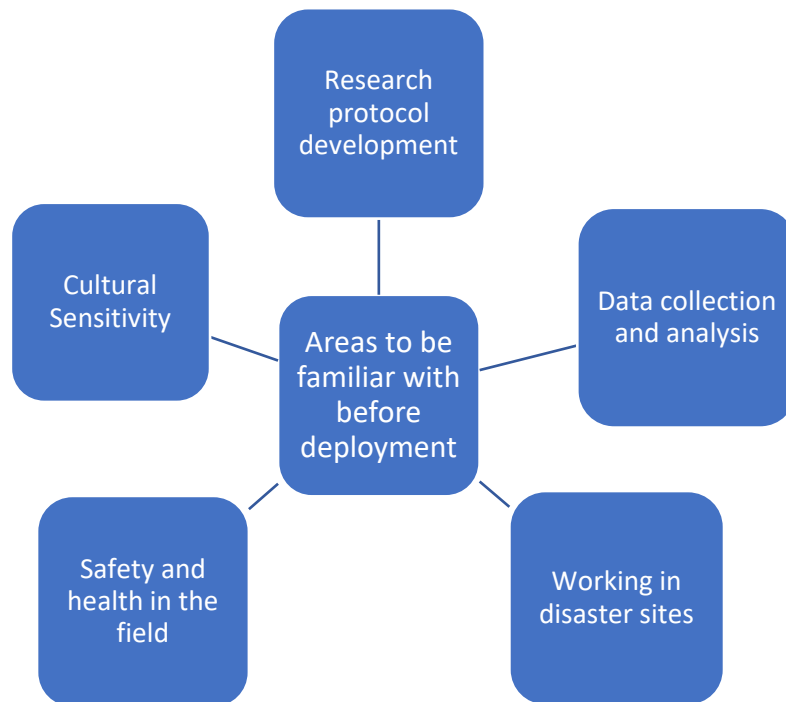 Research
protocol
development
Cultural
Sensitivity
Data collection
and analysis
Areas to be
familiar with
before
deployment
Safety and
health in the
field
Working in
disaster sites